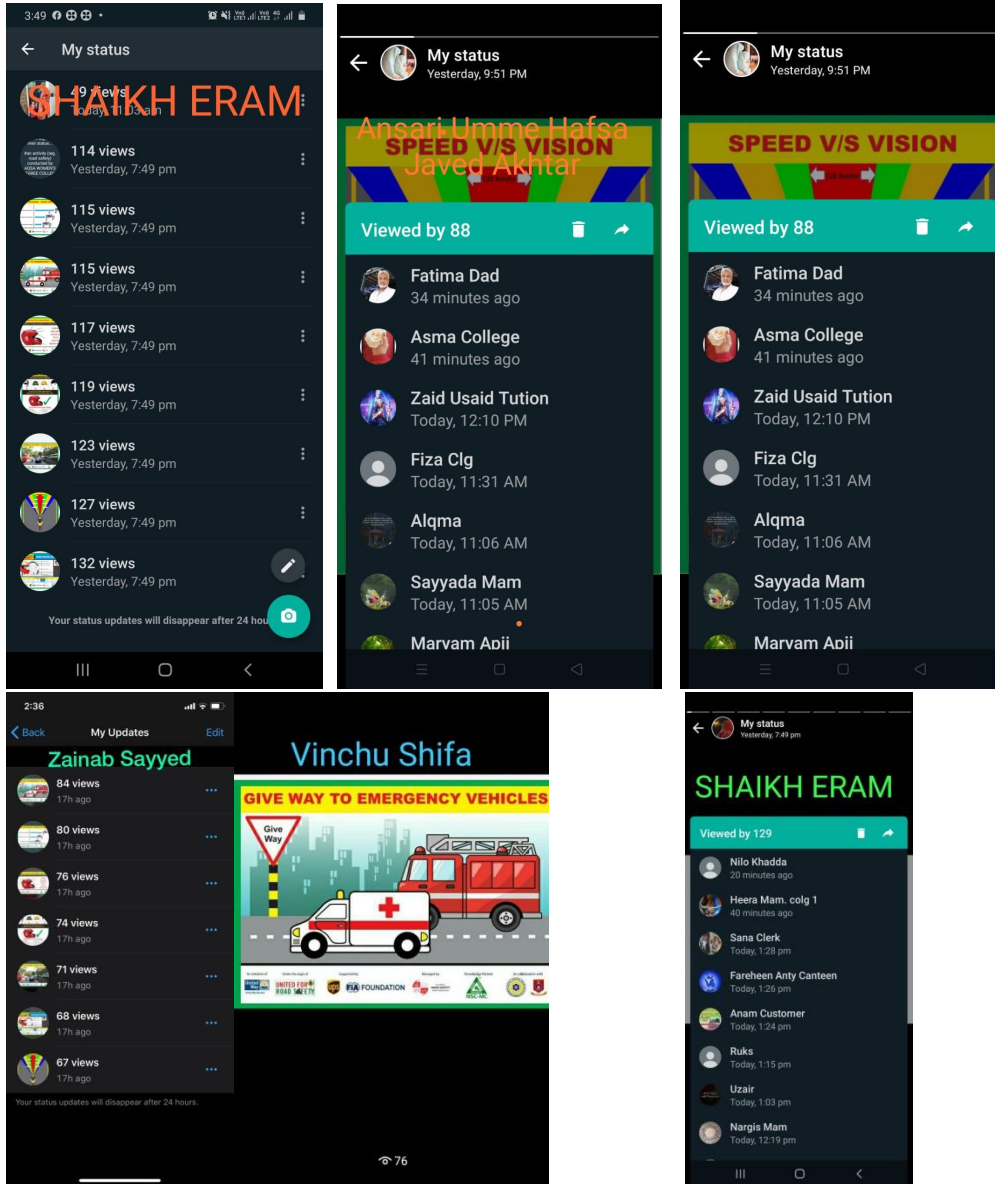 3:49
My status
49 views
Today, 11:03 am
SHAIKH ERAM
114 views
Yesterday, 7:49 pm
115 views
Yesterday, 7:49 pm
115 views
Yesterday, 7:49 pm
117 views
Yesterday, 7:49 pm
119 views
Yesterday, 7:49 pm
123 views
Yesterday, 7:49 pm
127 views
Yesterday, 7:49 pm
132 views
Yesterday, 7:49 pm
Your status updates will disappear after 24 hou
My status
Yesterday, 9:51 PM
Ansari Umme Hafsa
Javed Akhtar
SPEED V/S VISION
Viewed by 88
Fatima Dad
34 minutes ago
Asma College
41 minutes ago
Zaid Usaid Tution
Today, 12:10 PM
Fiza Clg
Today, 11:31 AM
Alqma
Today, 11:06 AM
Sayyada Mam
Today, 11:05 AM
Maryam Apii
My status
Yesterday, 9:51 PM
SPEED V/S VISION
Viewed by 88
Fatima Dad
34 minutes ago
Asma College
41 minutes ago
Zaid Usaid Tution
Today, 12:10 PM
Fiza Clg
Today, 11:31 AM
Alqma
Today, 11:06 AM
Sayyada Mam
Today, 11:05 AM
Maryam Apii
2:36
Back My Updates Edit
Zainab Sayyed
84 views
17h ago
80 views
17h ago
76 views
17h ago
74 views
17h ago
71 views
17h ago
68 views
17h ago
67 views
17h ago
Your status updates will disappear after 24 hours.
Vinchu Shifa
GIVE WAY TO EMERGENCY VEHICLES
Give
Way
UNITED FOR
ROAD SAFETY
ups
FIA FOUNDATION
NSC-MC
76
My status
Yesterday, 7:49 pm
SHAIKH ERAM
Viewed by 129
Nilo Khadda
20 minutes ago
Heera Mam. colg 1
40 minutes ago
Sana Clerk
Today, 1:28 pm
Fareheen Anty Canteen
Today, 1:26 pm
Anam Customer
Today, 1:24 pm
Ruks
Today, 1:15 pm
Uzair
Today, 1:03 pm
Nargis Mam
Today, 12:19 pm